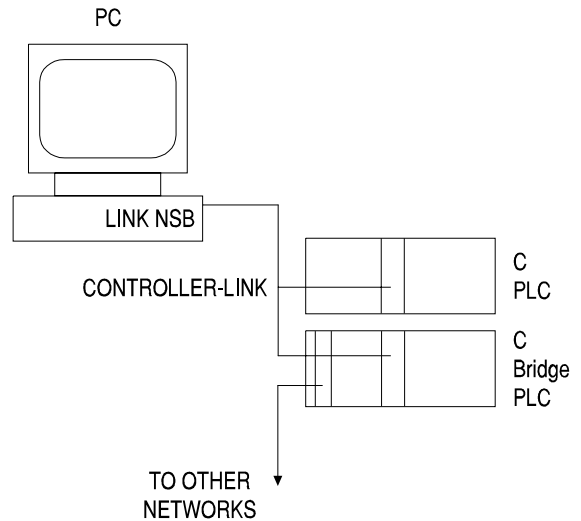 PC
LINK NSB
CONTROLLER-LINK
C
PLC
C
Bridge
PLC
TO OTHER
NETWORKS